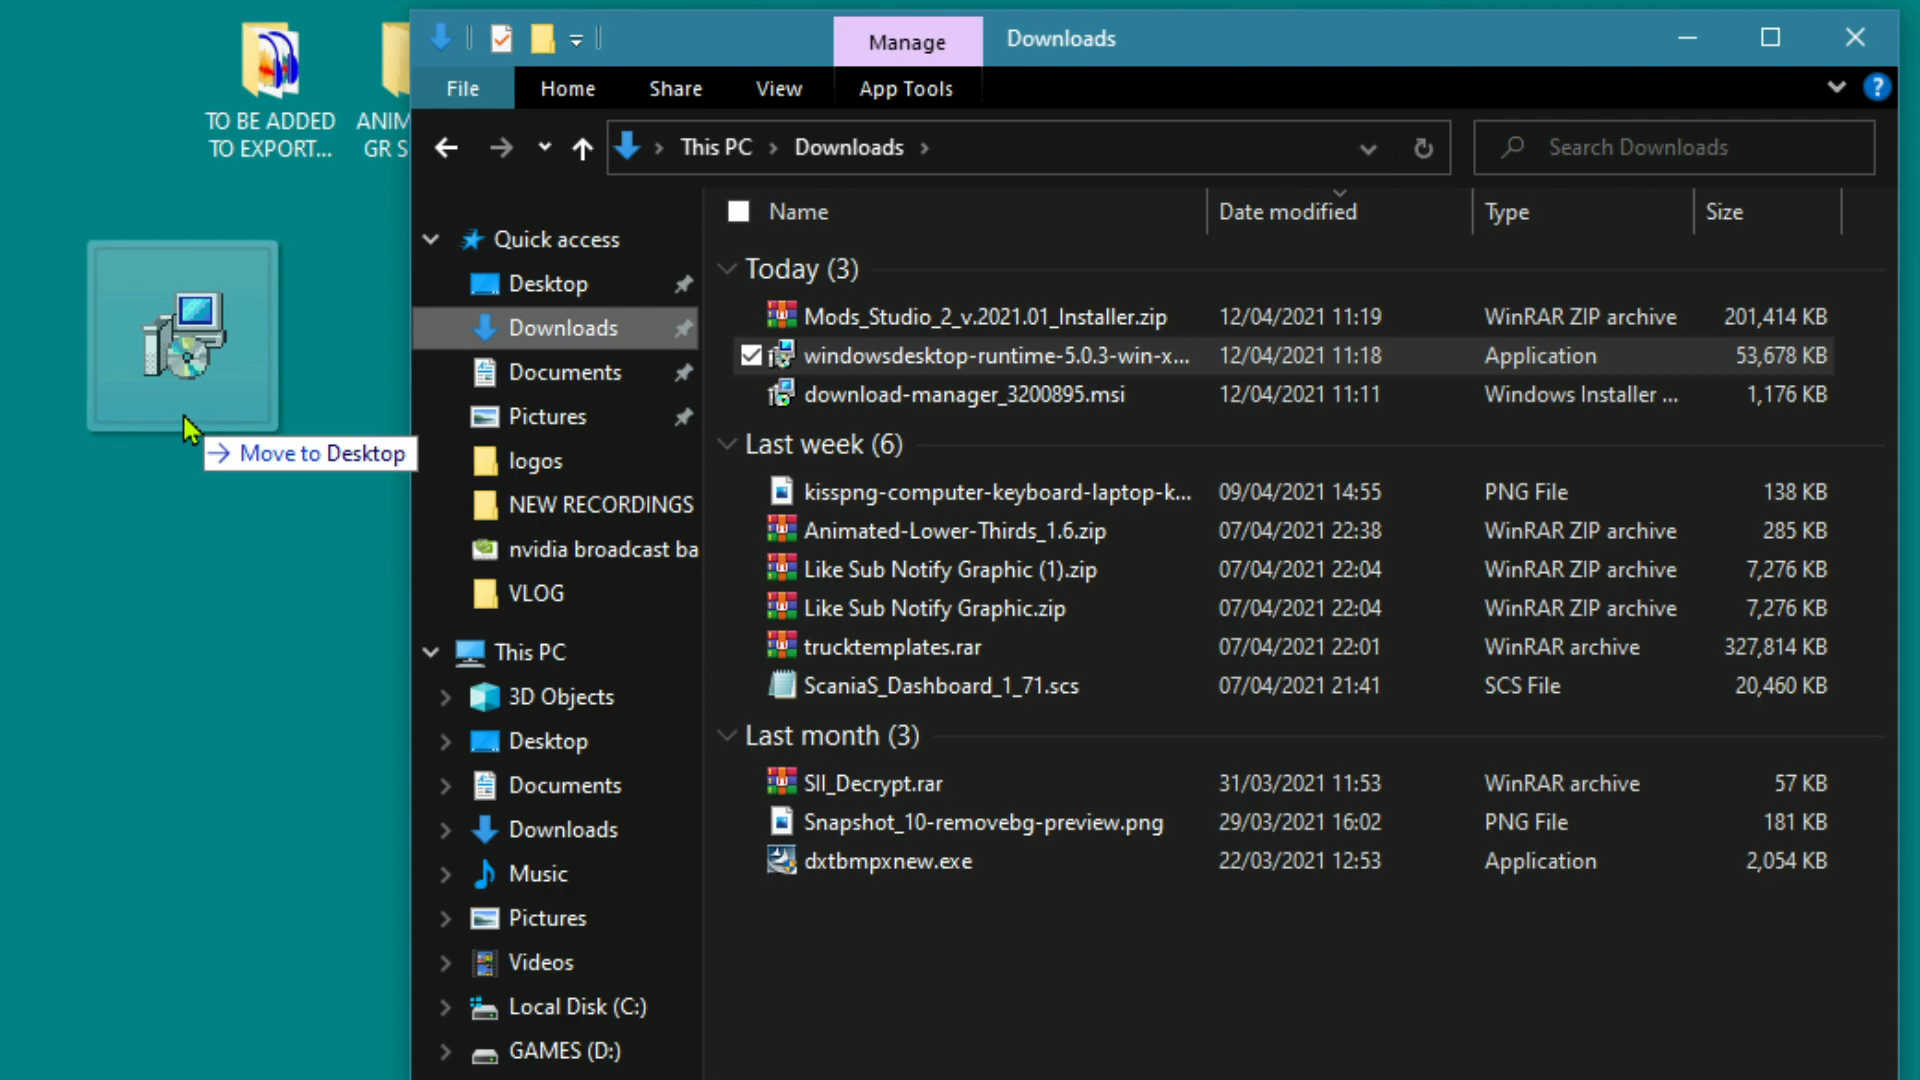 TO BE ADDED
TO EXPORT...
ANIM
GR S
Move to Desktop
Manage
Downloads
File
Home
Share
View
App Tools
?
This PC
Downloads
Search Downloads
Name
Date modified
Type
Size
Quick access
Desktop
Downloads
Documents
Pictures
logos
NEW RECORDINGS
nvidia broadcast ba
VLOG
This PC
3D Objects
Desktop
Documents
Downloads
Music
Pictures
Videos
Local Disk (C:)
GAMES (D:)
Today (3)
Mods_Studio_2_v.2021.01_Installer.zip 12/04/2021 11:19 WinRAR ZIP archive 201,414 KB
windowsdesktop-runtime-5.0.3-win-x... 12/04/2021 11:18 Application 53,678 KB
download-manager_3200895.msi 12/04/2021 11:11 Windows Installer ... 1,176 KB
Last week (6)
kisspng-computer-keyboard-laptop-k... 09/04/2021 14:55 PNG File 138 KB
Animated-Lower-Thirds_1.6.zip 07/04/2021 22:38 WinRAR ZIP archive 285 KB
Like Sub Notify Graphic (1).zip 07/04/2021 22:04 WinRAR ZIP archive 7,276 KB
Like Sub Notify Graphic.zip 07/04/2021 22:04 WinRAR ZIP archive 7,276 KB
trucktemplates.rar 07/04/2021 22:01 WinRAR archive 327,814 KB
ScaniaS_Dashboard_1_71.scs 07/04/2021 21:41 SCS File 20,460 KB
Last month (3)
SII_Decrypt.rar 31/03/2021 11:53 WinRAR archive 57 KB
Snapshot_10-removebg-preview.png 29/03/2021 16:02 PNG File 181 KB
dxtbmpxnew.exe 22/03/2021 12:53 Application 2,054 KB